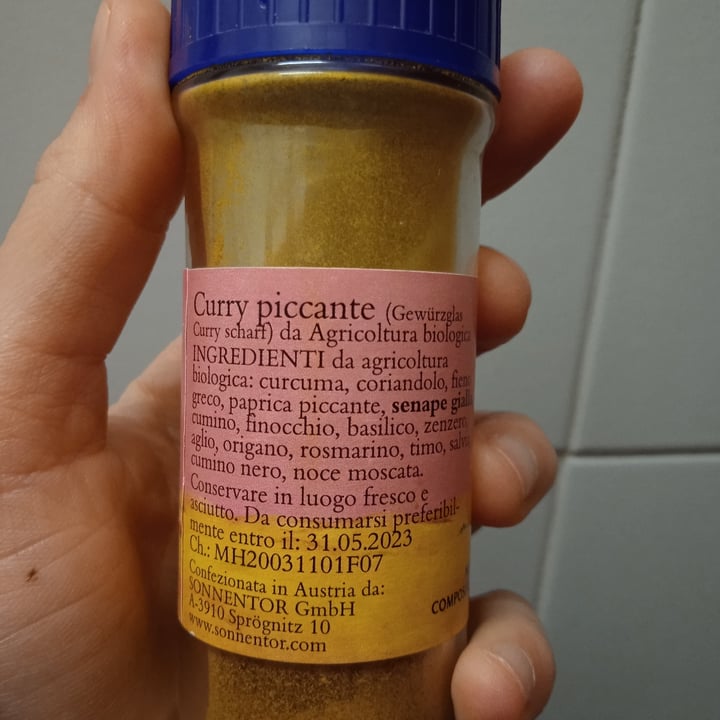 Curry piccante (Gewürzglas
Curry scharf) da Agricoltura biologica
INGREDIENTI da agricoltura
biologica: curcuma, coriandolo, fieno
greco, paprica piccante, senape gialla,
cumino, finocchio, basilico, zenzero,
aglio, origano, rosmarino, timo, salvia,
cumino nero, noce moscata.
Conservare in luogo fresco e
asciutto. Da consumarsi preferibil-
mente entro il: 31.05.2023
Ch.: MH20031101F07
Confezionata in Austria da:
SONNENTOR GmbH
A-3910 Sprögnitz 10
www.sonnentor.com